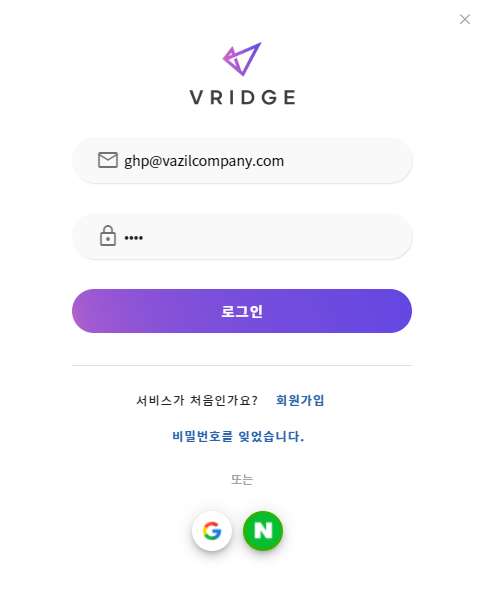 VRIDGE
ghp@vazilcompany.com
••••
로그인
서비스가 처음인가요? 회원가입
비밀번호를 잊었습니다.
또는
G N